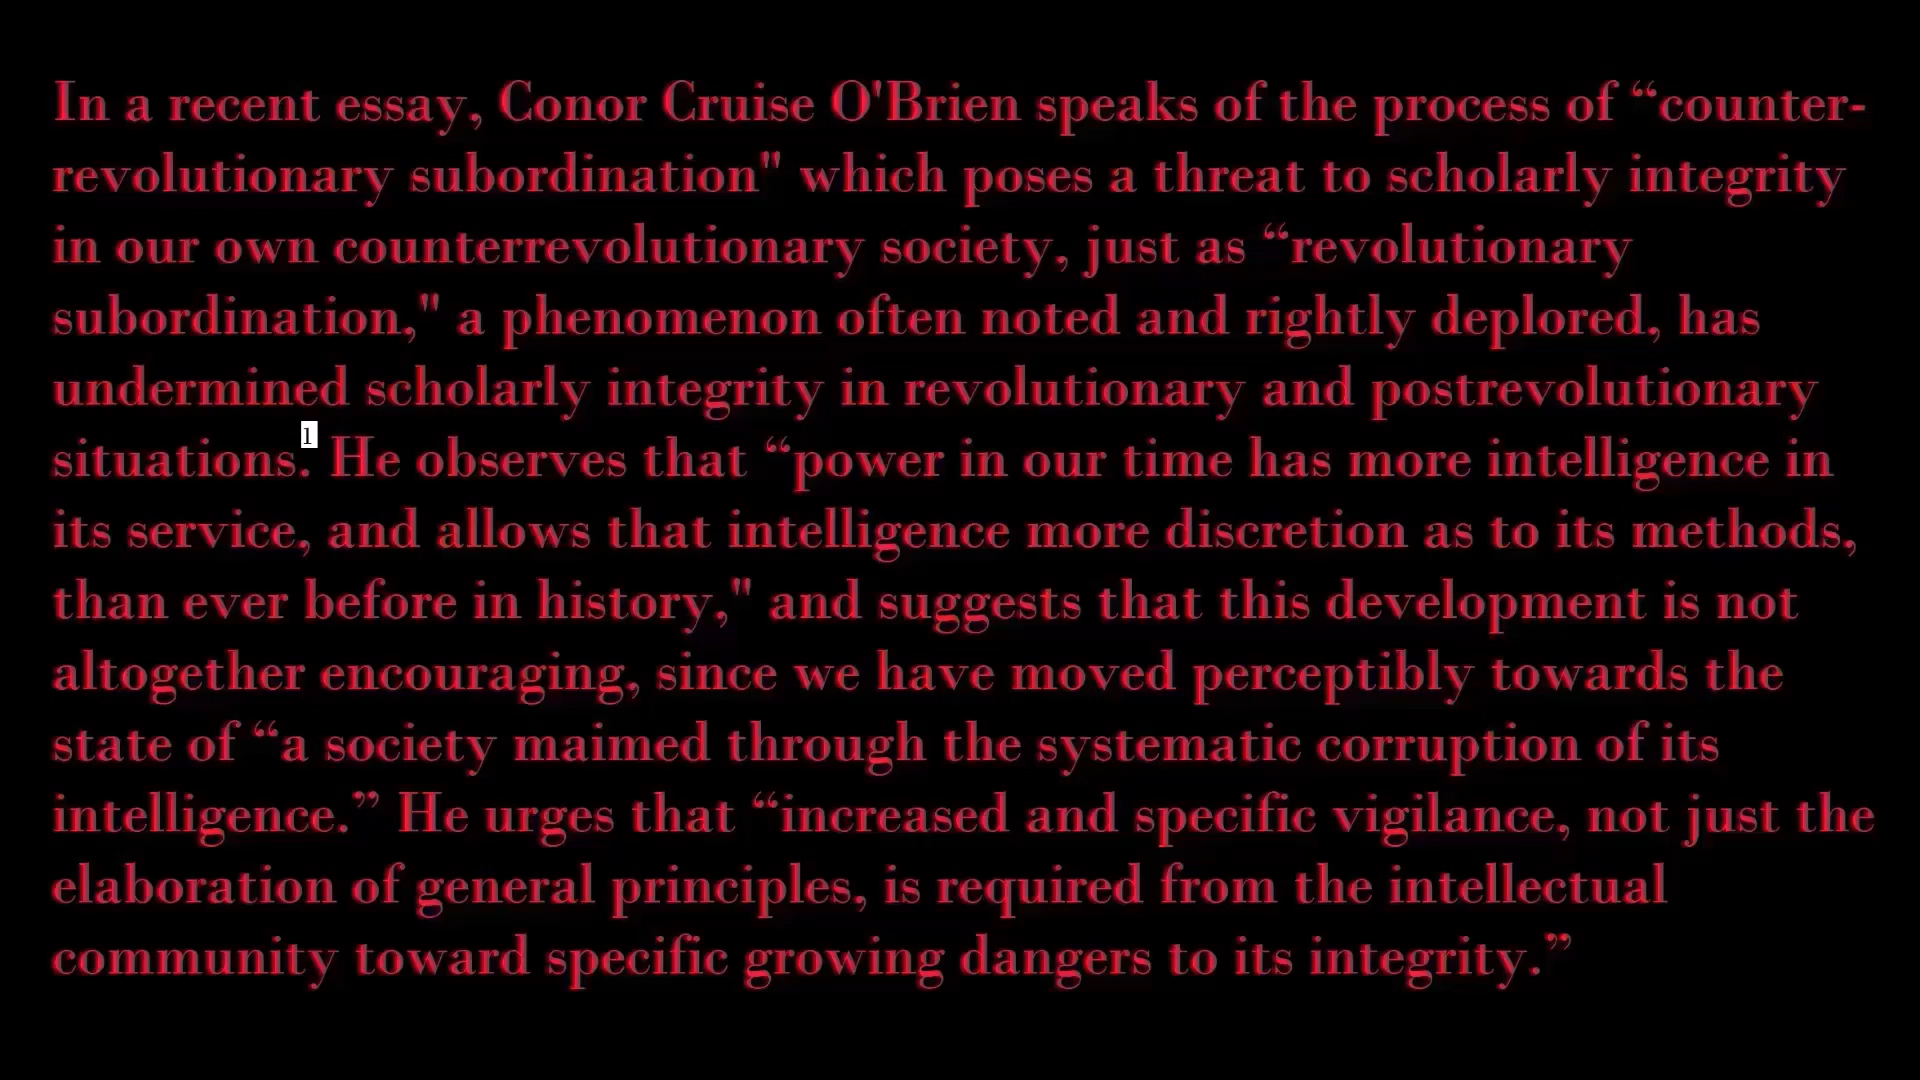 In a recent essay, Conor Cruise O'Brien speaks of the process of “counter-
revolutionary subordination" which poses a threat to scholarly integrity
in our own counterrevolutionary society, just as “revolutionary
subordination," a phenomenon often noted and rightly deplored, has
undermined scholarly integrity in revolutionary and postrevolutionary
situations.1 He observes that “power in our time has more intelligence in
its service, and allows that intelligence more discretion as to its methods,
than ever before in history," and suggests that this development is not
altogether encouraging, since we have moved perceptibly towards the
state of “a society maimed through the systematic corruption of its
intelligence.” He urges that “increased and specific vigilance, not just the
elaboration of general principles, is required from the intellectual
community toward specific growing dangers to its integrity.”